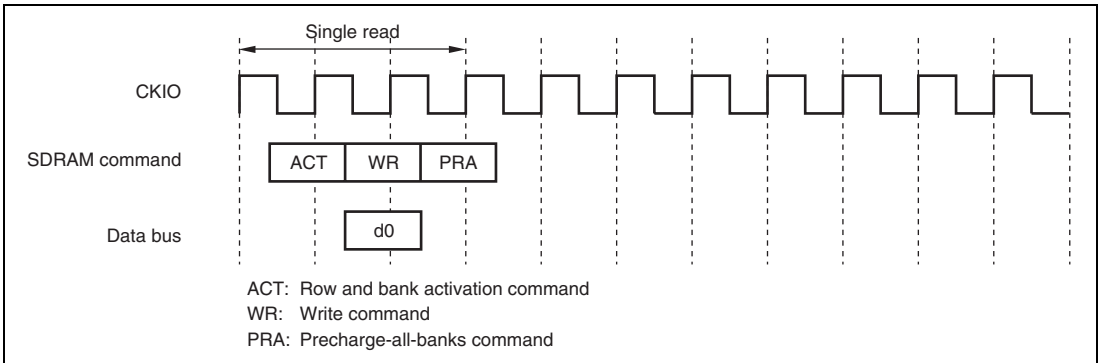 Single read
CKIO
SDRAM command ACT WR PRA
Data bus d0
ACT: Row and bank activation command
WR: Write command
PRA: Precharge-all-banks command